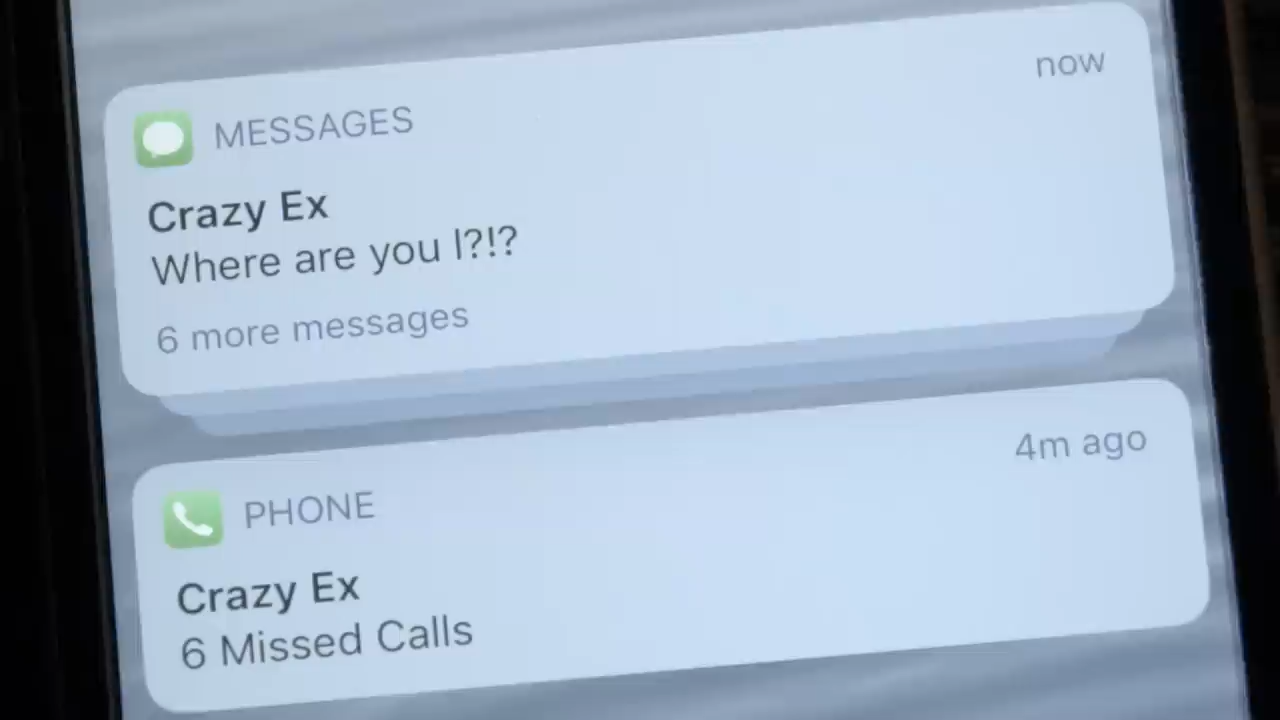 now
MESSAGES
Crazy Ex
Where are you I?!?
6 more messages
4m ago
PHONE
Crazy Ex
6 Missed Calls